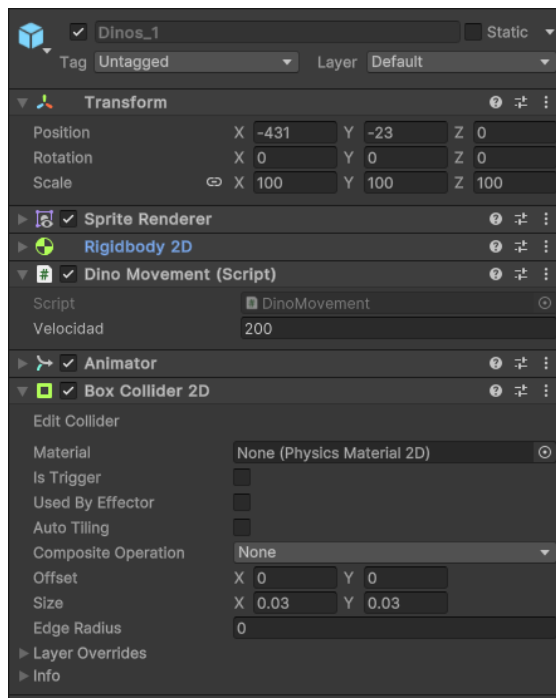 Dinos_1 Static
Tag Untagged Layer Default
Transform
Position X -431 Y -23 Z 0
Rotation X 0 Y 0 Z 0
Scale X 100 Y 100 Z 100
Sprite Renderer
Rigidbody 2D
# Dino Movement (Script)
Script # DinoMovement
Velocidad 200
Animator
Box Collider 2D
Edit Collider
Material None (Physics Material 2D)
Is Trigger
Used By Effector
Auto Tiling
Composite Operation None
Offset X 0 Y 0
Size X 0.03 Y 0.03
Edge Radius 0
Layer Overrides
Info